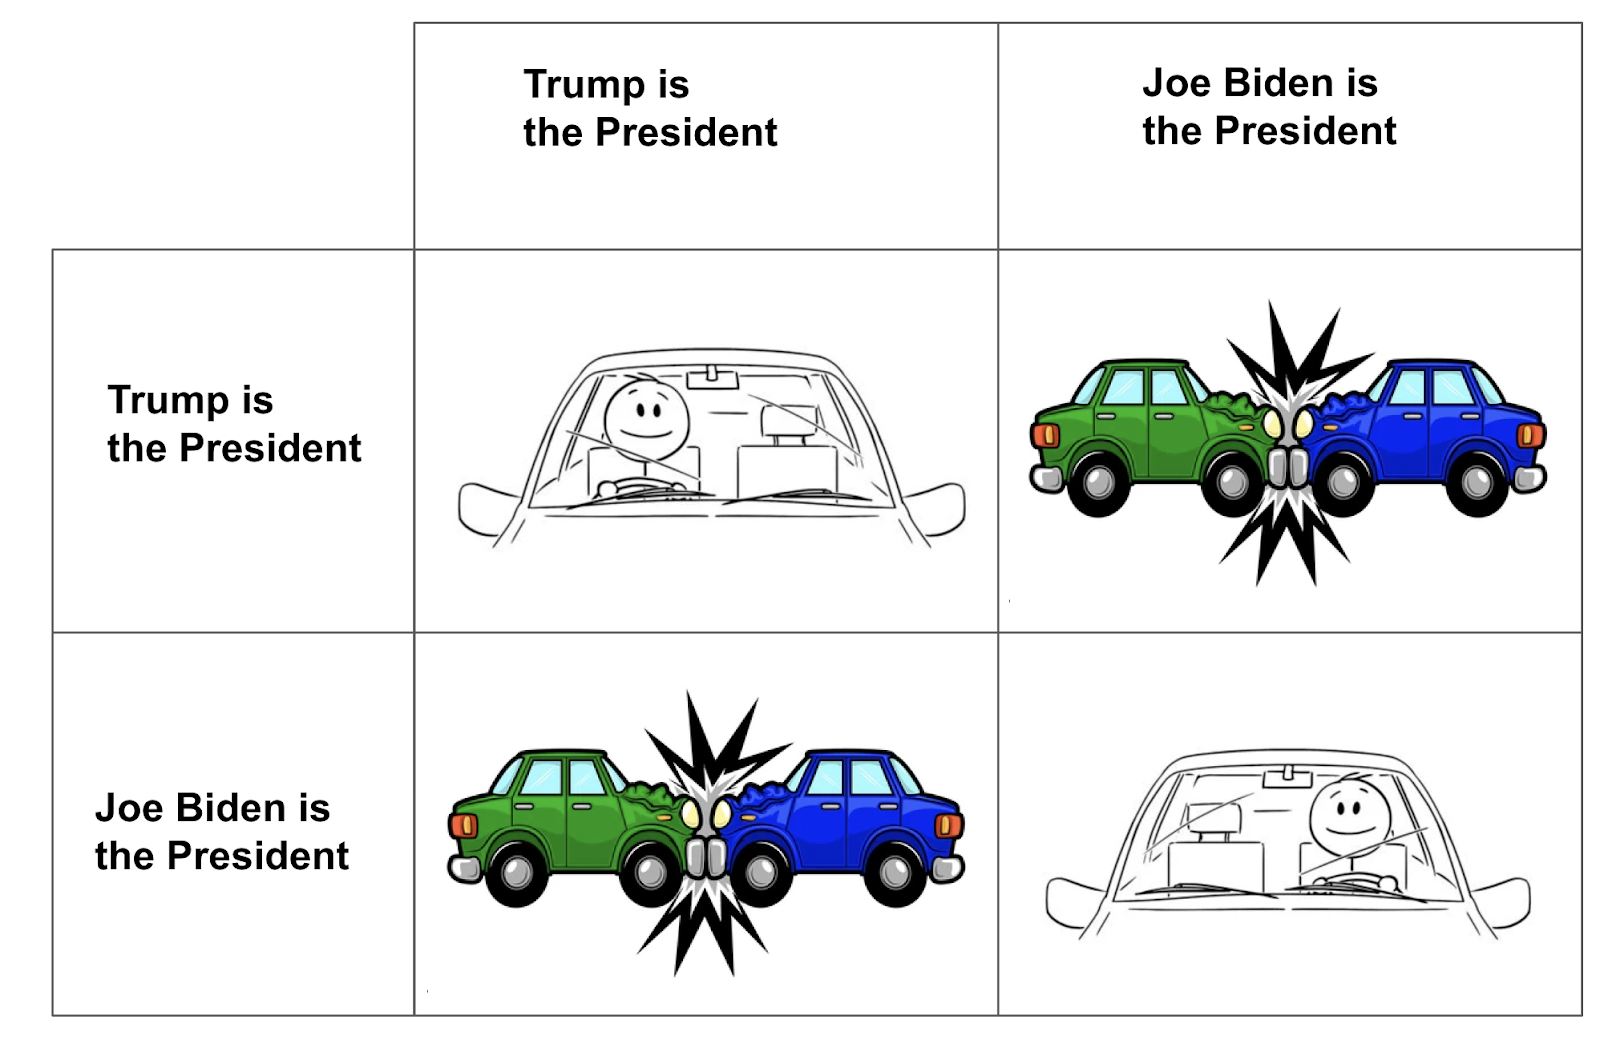 Trump is
the President
Joe Biden is
the President
Trump is
the President
Joe Biden is
the President